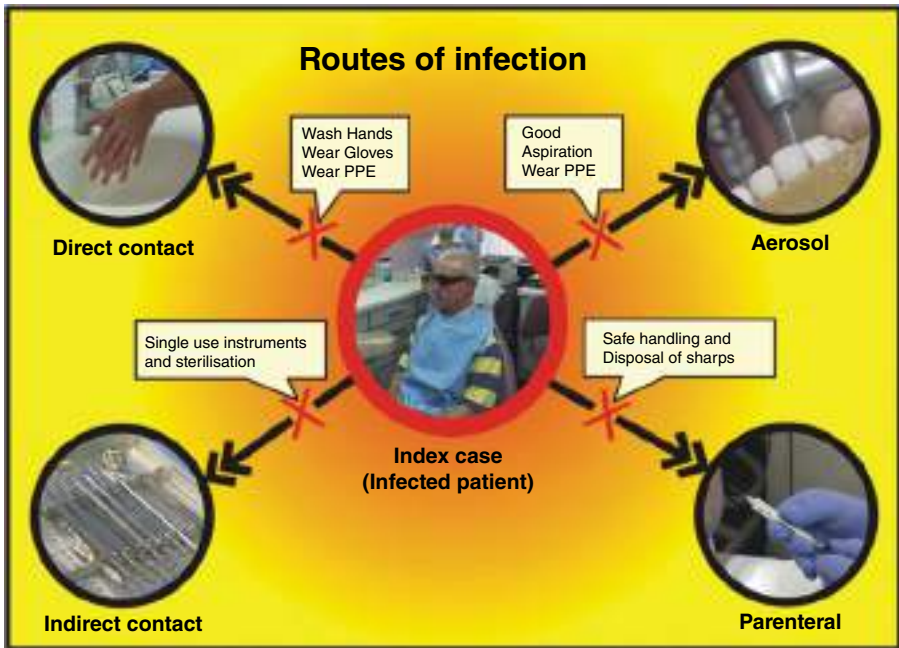 Routes of infection
Wash Hands
Wear Gloves
Wear PPE
Good
Aspiration
Wear PPE
Direct contact
Aerosol
Single use instruments
and sterilisation
Safe handling and
Disposal of sharps
Index case
(Infected patient)
Indirect contact
Parenteral